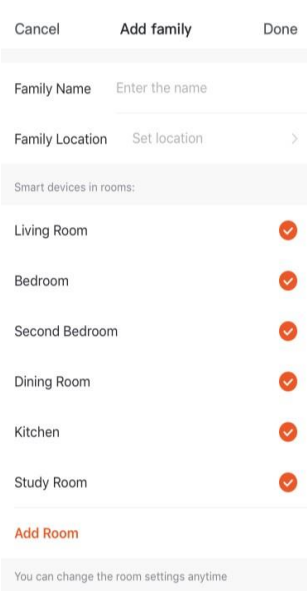 Cancel Add family Done
Family Name Enter the name
Family Location Set location
Smart devices in rooms:
Living Room
Bedroom
Second Bedroom
Dining Room
Kitchen
Study Room
Add Room
You can change the room settings anytime